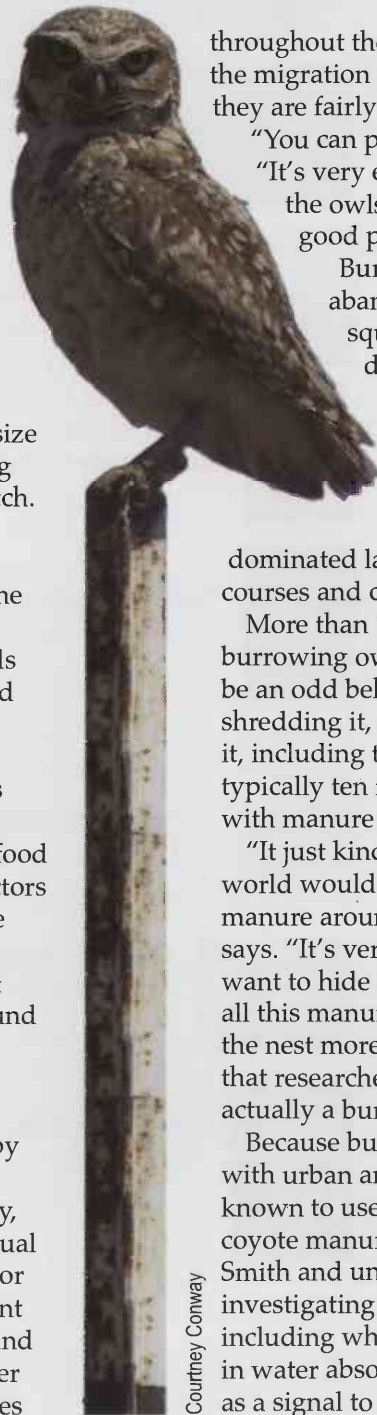 size
g
ch.
he
ls
d
s
food
ctors
e
t
und
by
y,
ual
or
nt
nd
er
es
throughout the
the migration
they are fairly
"You can p
"It's very e
the owls
good p
Bur
aban
squ
d
dominated la
courses and c
More than
burrowing ow
be an odd bel
shredding it,
it, including t
typically ten
with manure
"It just kind
world would
manure aroun
says. "It's ver
want to hide
all this manu
the nest more
that researche
actually a bur
Because bu
with urban ar
known to use
coyote manur
Smith and un
investigating
including wh
in water abso
as a signal to
Courtney Conway